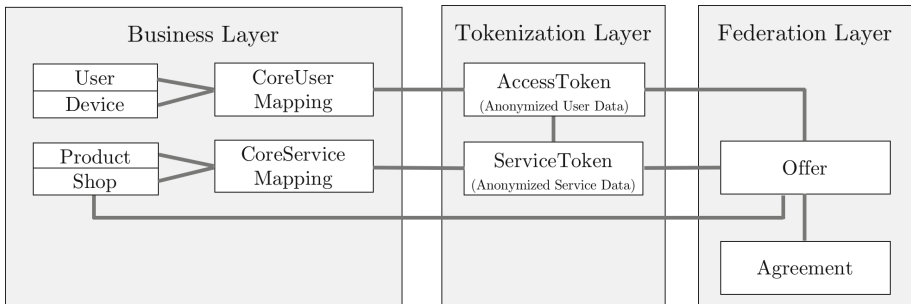 Business Layer
User
Device
CoreUser
Mapping
Product
Shop
CoreService
Mapping
Tokenization Layer
AccessToken
(Anonymized User Data)
ServiceToken
(Anonymized Service Data)
Federation Layer
Offer
Agreement